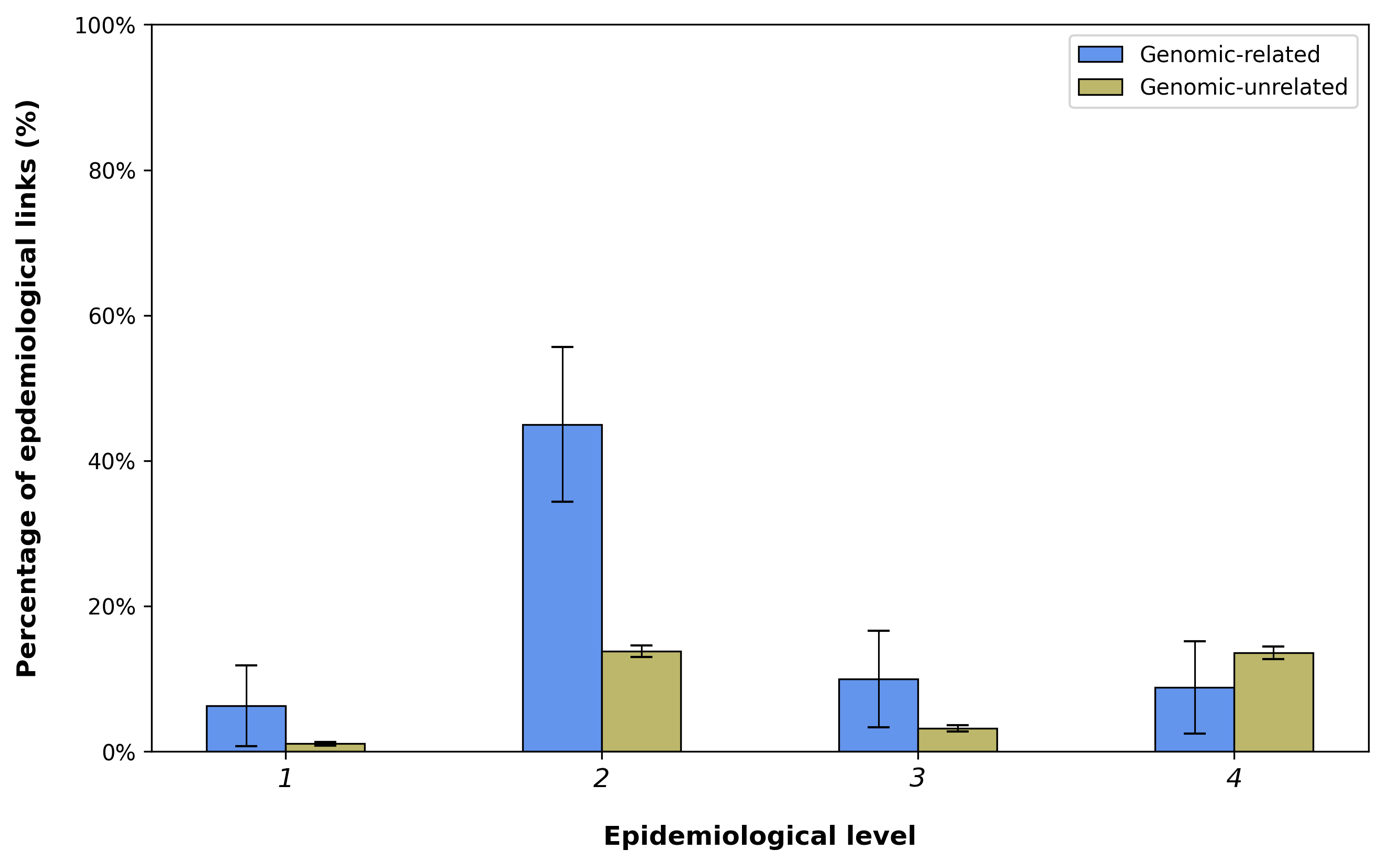 Percentage of epdemiological links (%)
100%
80%
60%
40%
20%
0%
Genomic-related
Genomic-unrelated
1
2
3
4
Epidemiological level